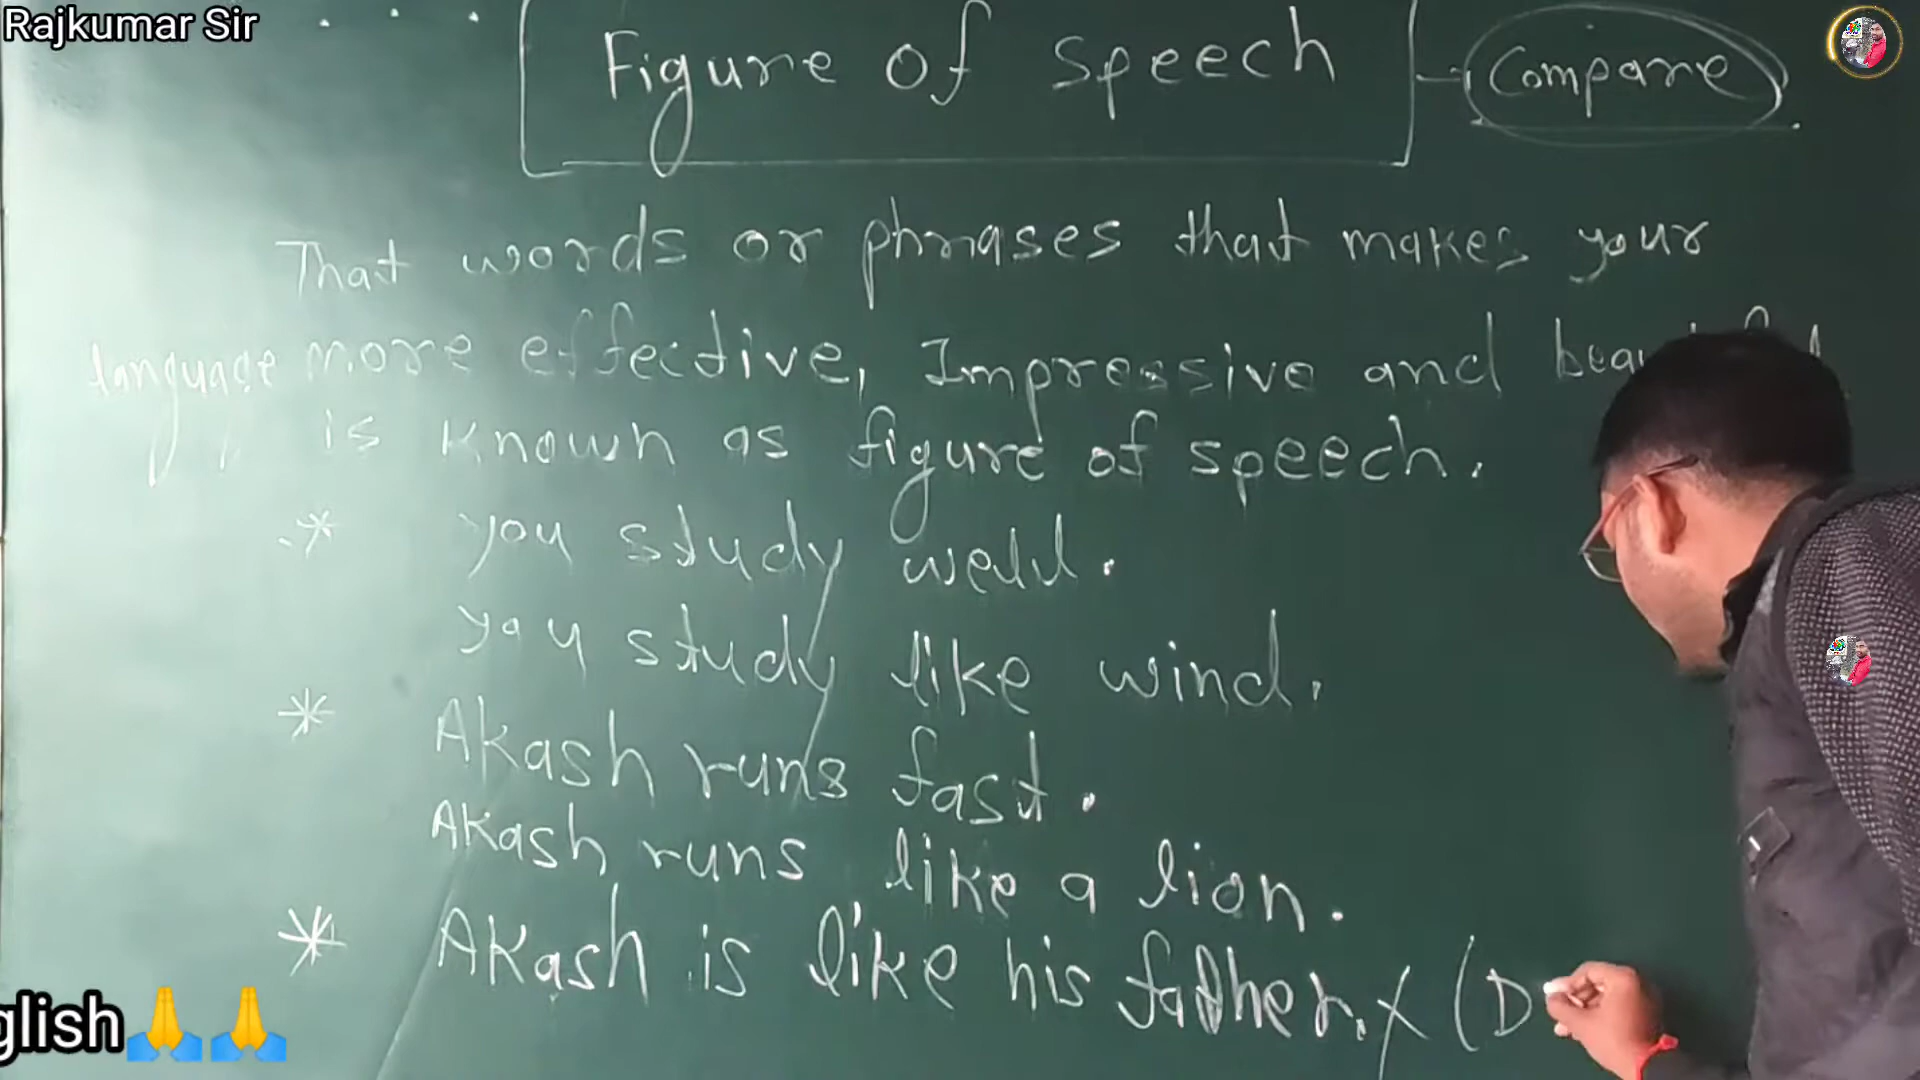 Rajkumar Sir
Figure of speech
Compare
That words or phrases that makes your
language more effective, Impressive and
is known as figure of speech.
* you study well.
you study like wind.
* Akash runs fast.
Akash runs like a lion.
* Akash is like his father. X (D
glish🙏🙏